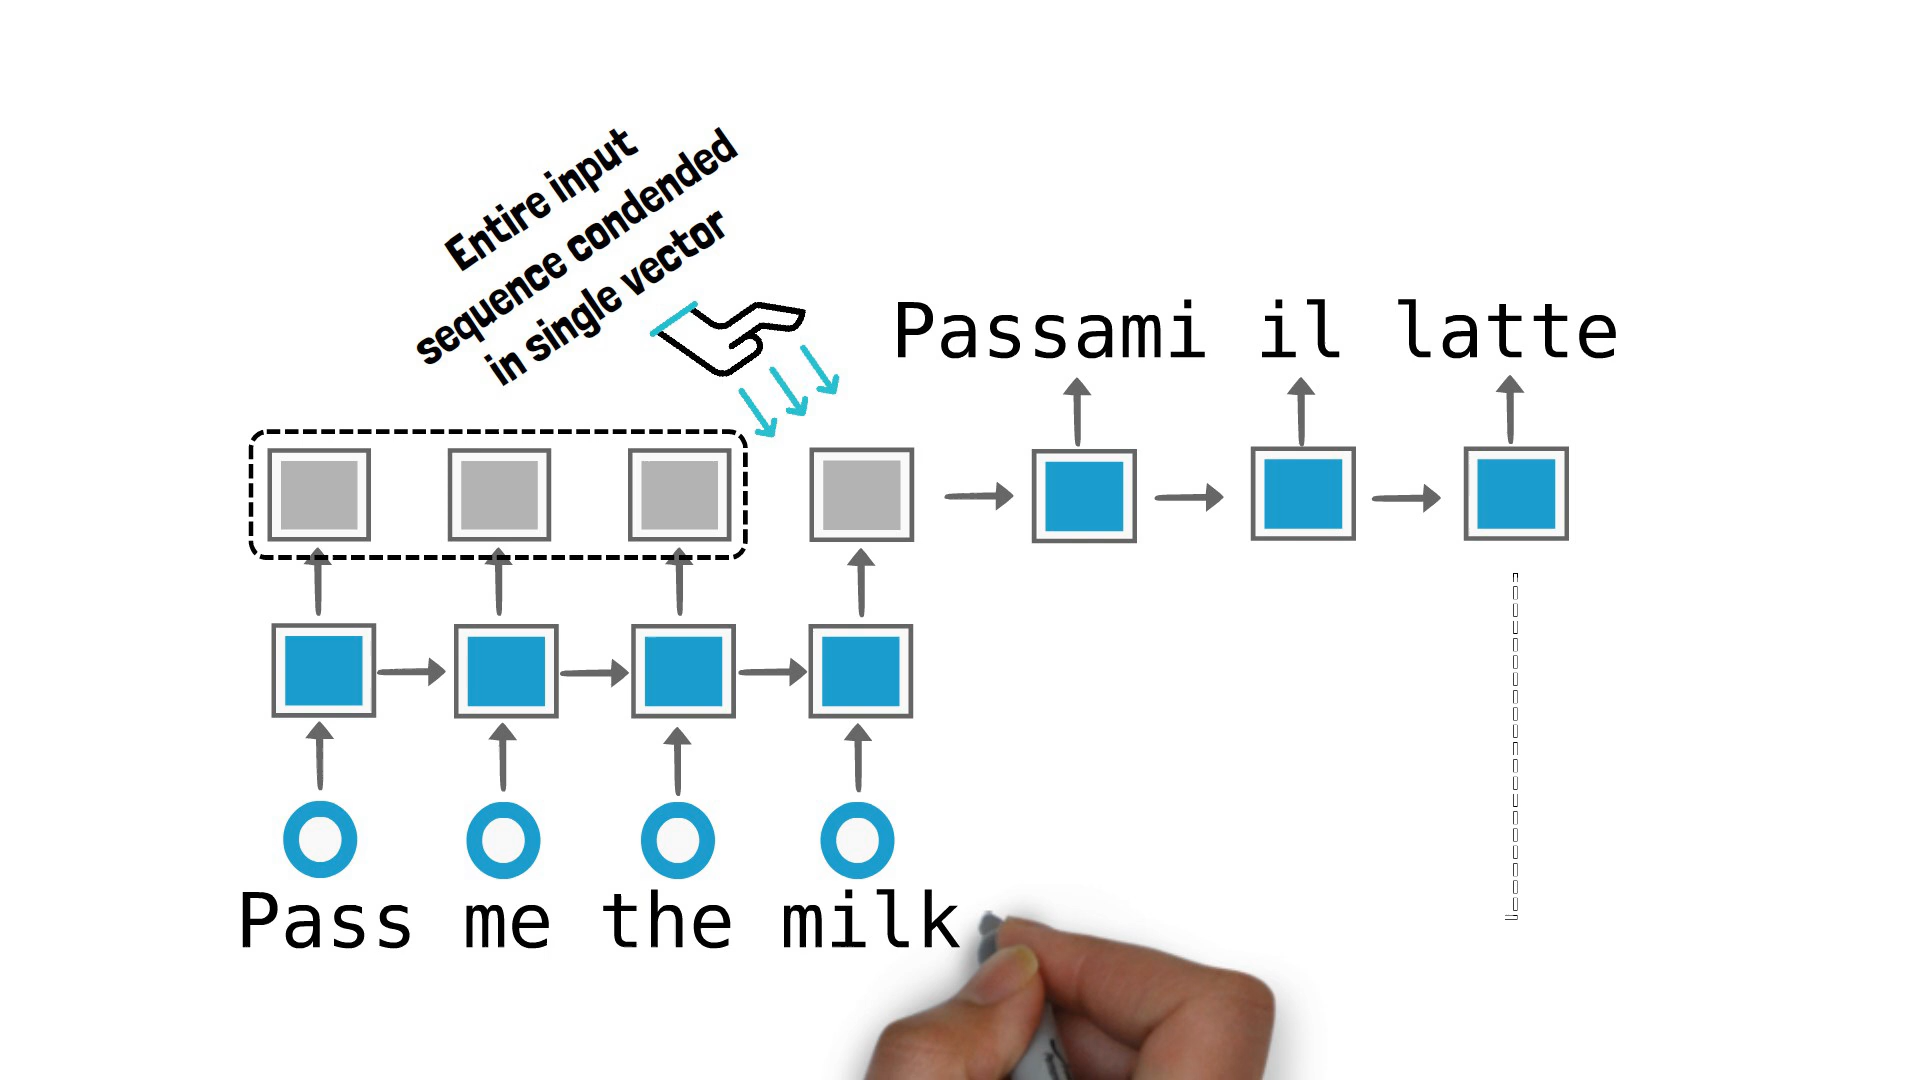 Entire input
sequence condended
in single vector
Passami il latte
Pass me the milk